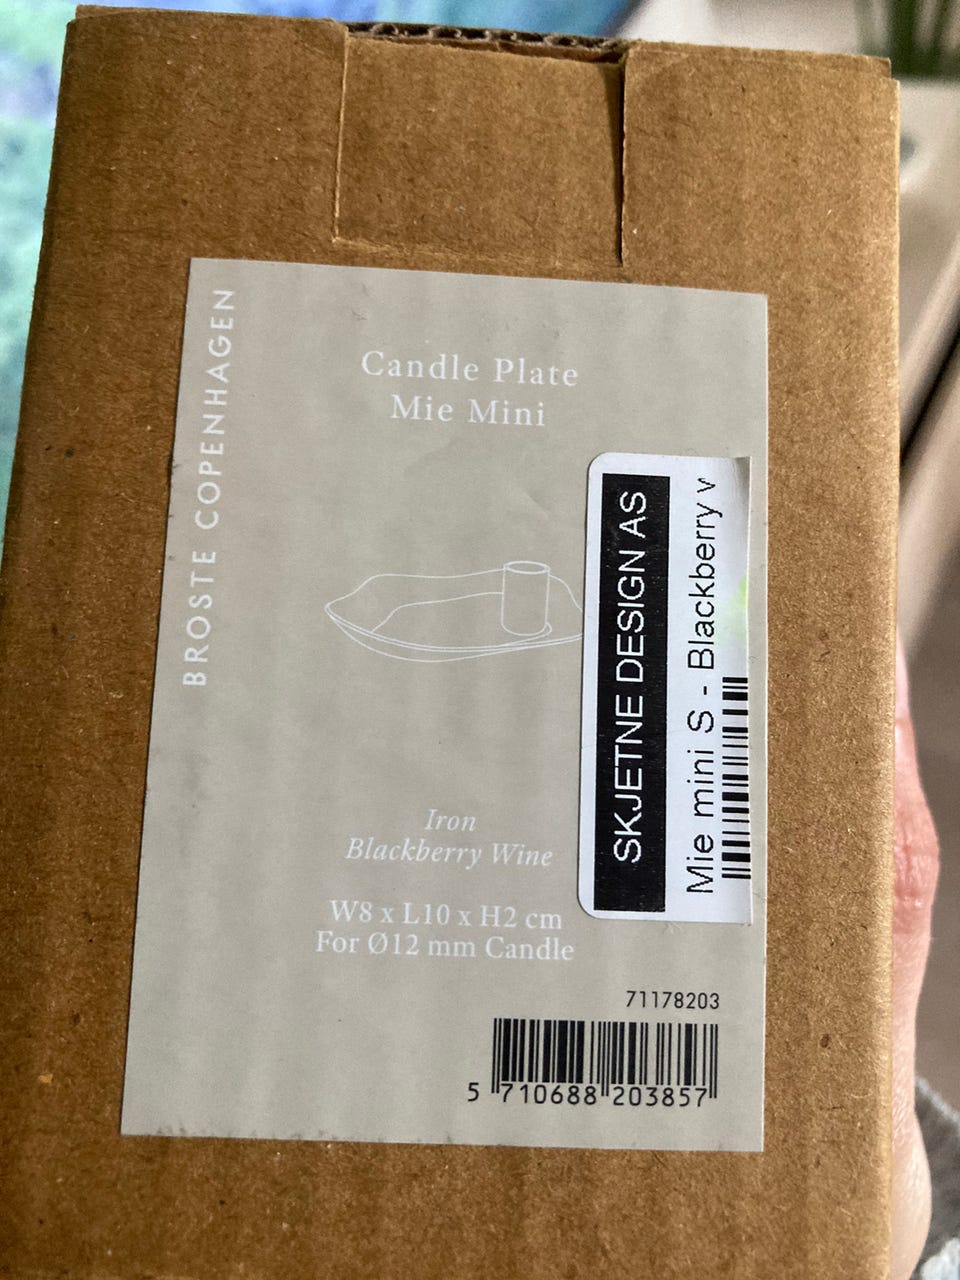 BROSTE COPENHAGEN
Candle Plate
Mie Mini
SKJETNE DESIGN AS
Mie mini S - Blackberry
Iron
Blackberry Wine
W8 x L10 x H2 cm
For Ø12 mm Candle
71178203
5 710688 203857